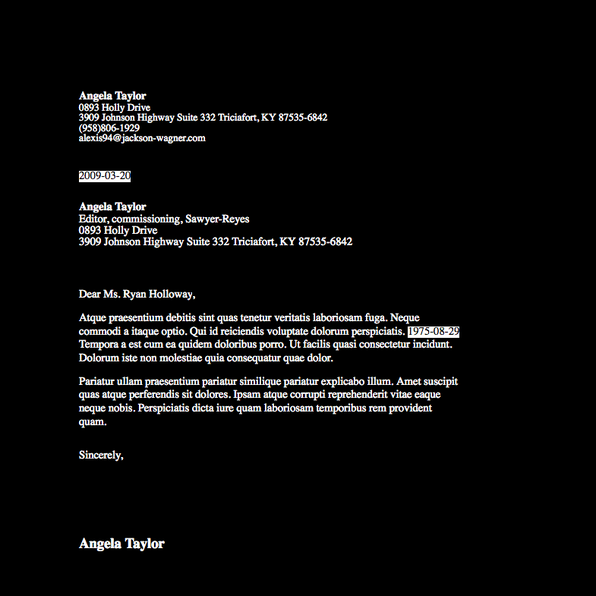 Angela Taylor
0893 Holly Drive
3909 Johnson Highway Suite 332 Triciafort, KY 87535-6842
(958)806-1929
alexis94@jackson-wagner.com
2009-03-20
Angela Taylor
Editor, commissioning, Sawyer-Reyes
0893 Holly Drive
3909 Johnson Highway Suite 332 Triciafort, KY 87535-6842
Dear Ms. Ryan Holloway,
Atque praesentium debitis sint quas tenetur veritatis laboriosam fuga. Neque
commodi a itaque optio. Qui id reiciendis voluptate dolorum perspiciatis. 1975-08-29
Tempora a est cum ea quidem doloribus porro. Ut facilis quasi consectetur incidunt.
Dolorum iste non molestiae quia consequatur quae dolor.
Pariatur ullam praesentium pariatur similique pariatur explicabo illum. Amet suscipit
quas atque perferendis sit dolores. Ipsam atque corrupti reprehenderit vitae eaque
neque nobis. Perspiciatis dicta iure quam laboriosam temporibus rem provident
quam.
Sincerely,
Angela Taylor